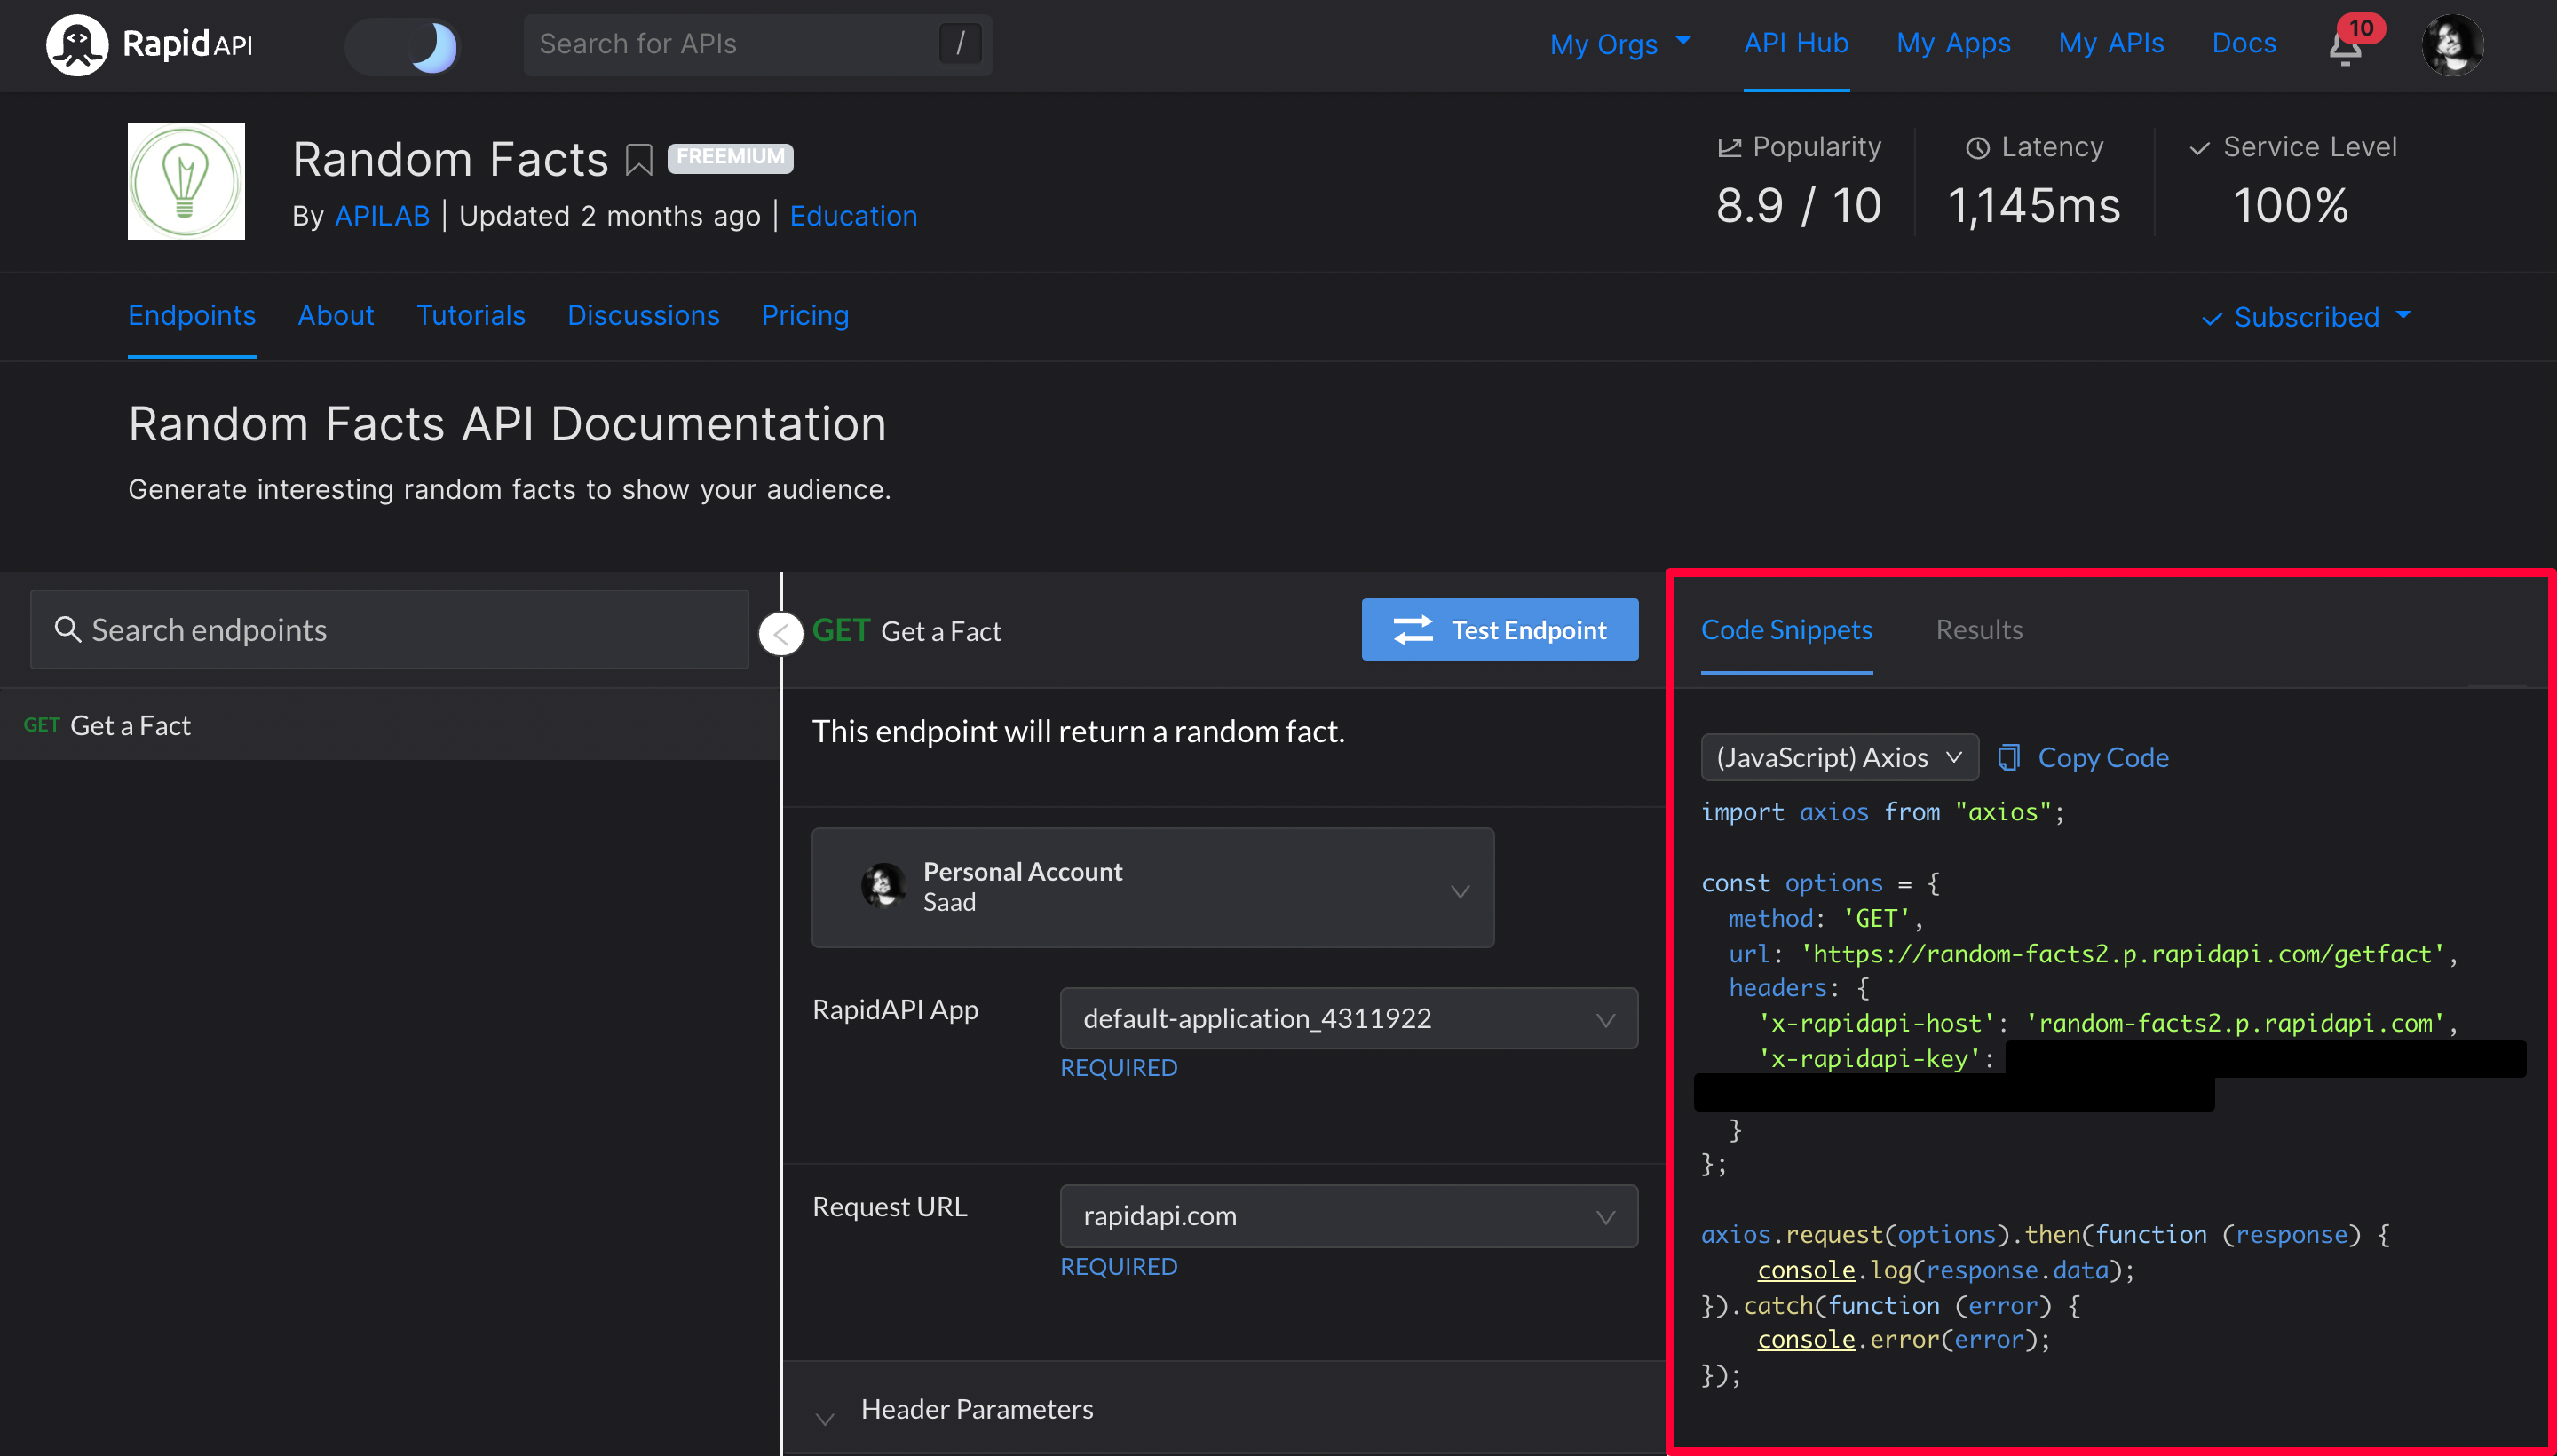 RapidAPI
Search for APIs /
My Orgs API Hub My Apps My APIs Docs 10
Random Facts FREEMIUM
By APILAB | Updated 2 months ago | Education
Popularity
8.9 / 10
Latency
1,145ms
Service Level
100%
Endpoints About Tutorials Discussions Pricing
Subscribed
Random Facts API Documentation
Generate interesting random facts to show your audience.
Search endpoints
GET Get a Fact
GET Get a Fact
Test Endpoint
This endpoint will return a random fact.
Personal Account
Saad
RapidAPI App
default-application_4311922
REQUIRED
Request URL
rapidapi.com
REQUIRED
Header Parameters
Code Snippets Results
(JavaScript) Axios Copy Code
import axios from "axios";
const options = {
method: 'GET',
url: 'https://random-facts2.p.rapidapi.com/getfact',
headers: {
'x-rapidapi-host': 'random-facts2.p.rapidapi.com',
'x-rapidapi-key':
}
};
axios.request(options).then(function (response) {
console.log(response.data);
}).catch(function (error) {
console.error(error);
});